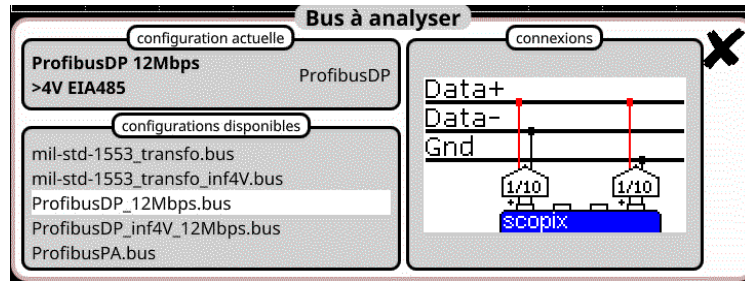 Bus à analyser
configuration actuelle
ProfibusDP 12Mbps
>4V EIA485
ProfibusDP
configurations disponibles
mil-std-1553_transfo.bus
mil-std-1553_transfo_inf4V.bus
ProfibusDP_12Mbps.bus
ProfibusDP_inf4V_12Mbps.bus
ProfibusPA.bus
connexions
Data+
Data-
Gnd
1/10
1/10
+
+
scopix